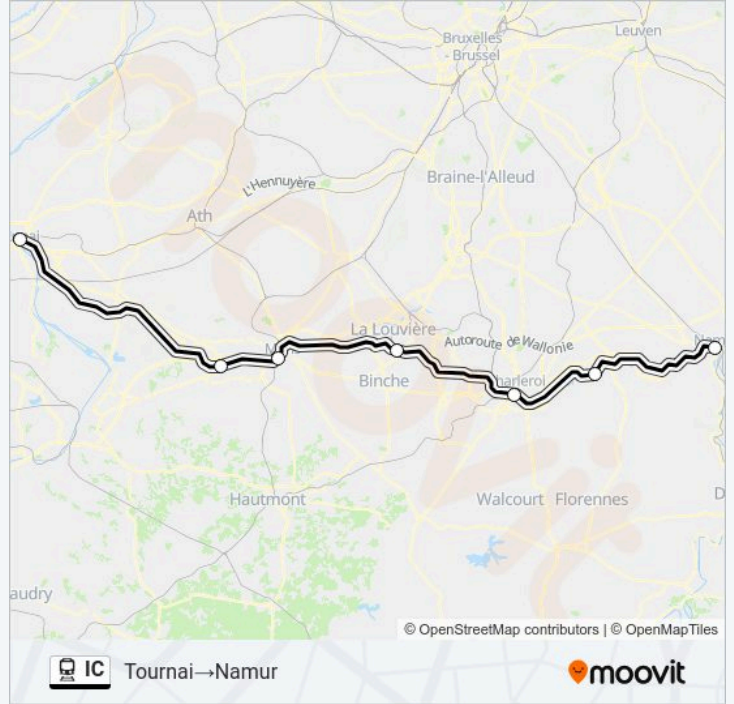 Bruxelles
- Brussel
Leuven
Braine-l'Alleud
L'Hennuyère
Ath
La Louvière
Autoroute de Wallonie
Binche
Hautmont
Walcourt
Florennes
© OpenStreetMap contributors | © OpenMapTiles
IC
Tournai→Namur
moovit